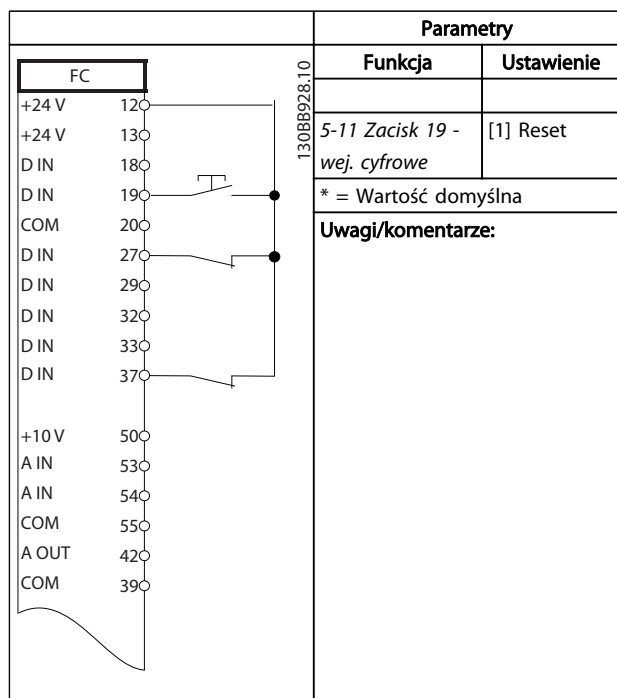 Parametry
Funkcja Ustawienie
5-11 Zacisk 19 - [1] Reset
wej. cyfrowe
* = Wartość domyślna
Uwagi/komentarze:
130BB928.10
FC
+24 V 12
+24 V 13
D IN 18
D IN 19
COM 20
D IN 27
D IN 29
D IN 32
D IN 33
D IN 37
+10 V 50
A IN 53
A IN 54
COM 55
A OUT 42
COM 39